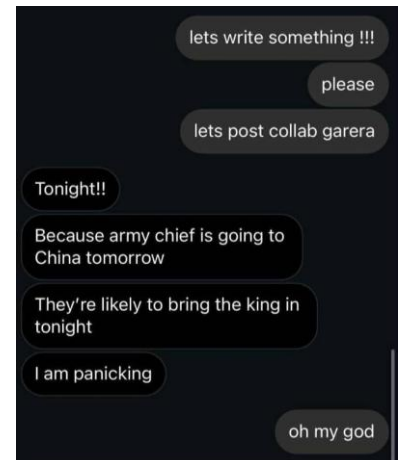 lets write something !!!
please
lets post collab garera
Tonight!!
Because army chief is going to
China tomorrow
They're likely to bring the king in
tonight
I am panicking
oh my god